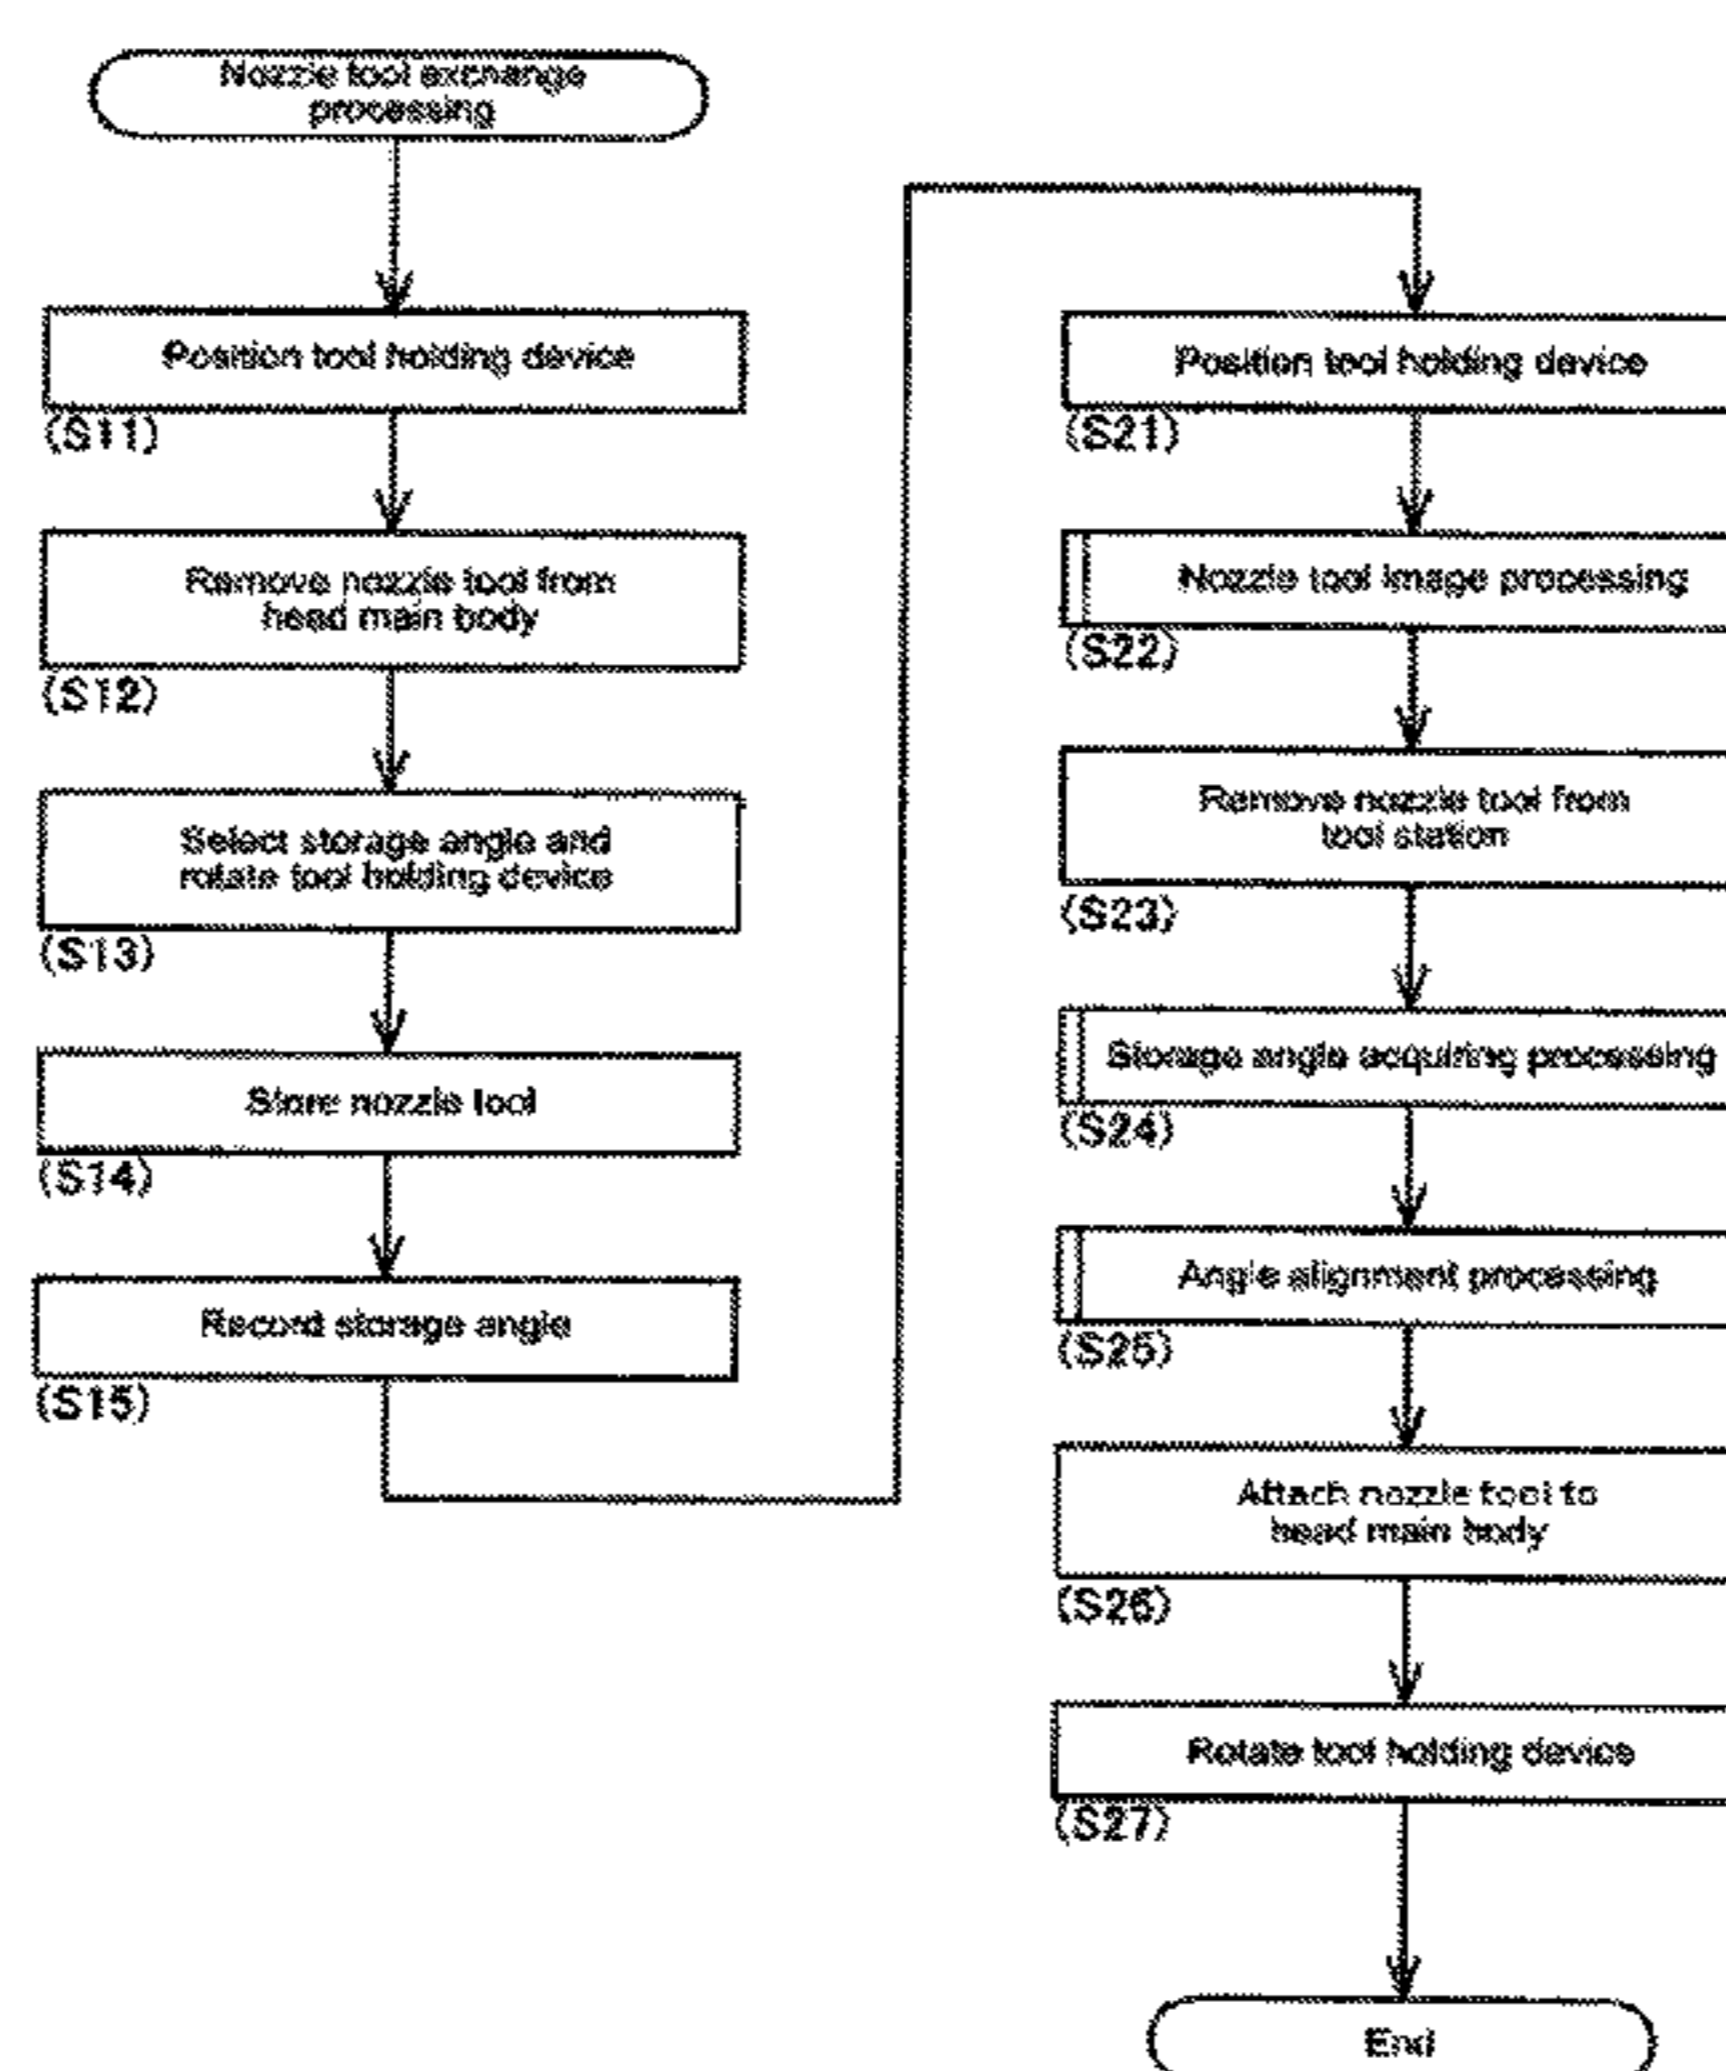 Nozzle tool exchange
processing
Position tool holding device
(S11)
Remove nozzle tool from
head main body
(S12)
Select storage angle and
rotate tool holding device
(S13)
Store nozzle tool
(S14)
Record storage angle
(S15)
Position tool holding device
(S21)
Nozzle tool image processing
(S22)
Remove nozzle tool from
tool station
(S23)
Storage angle acquiring processing
(S24)
Angle alignment processing
(S25)
Attach nozzle tool to
head main body
(S26)
Rotate tool holding device
(S27)
End